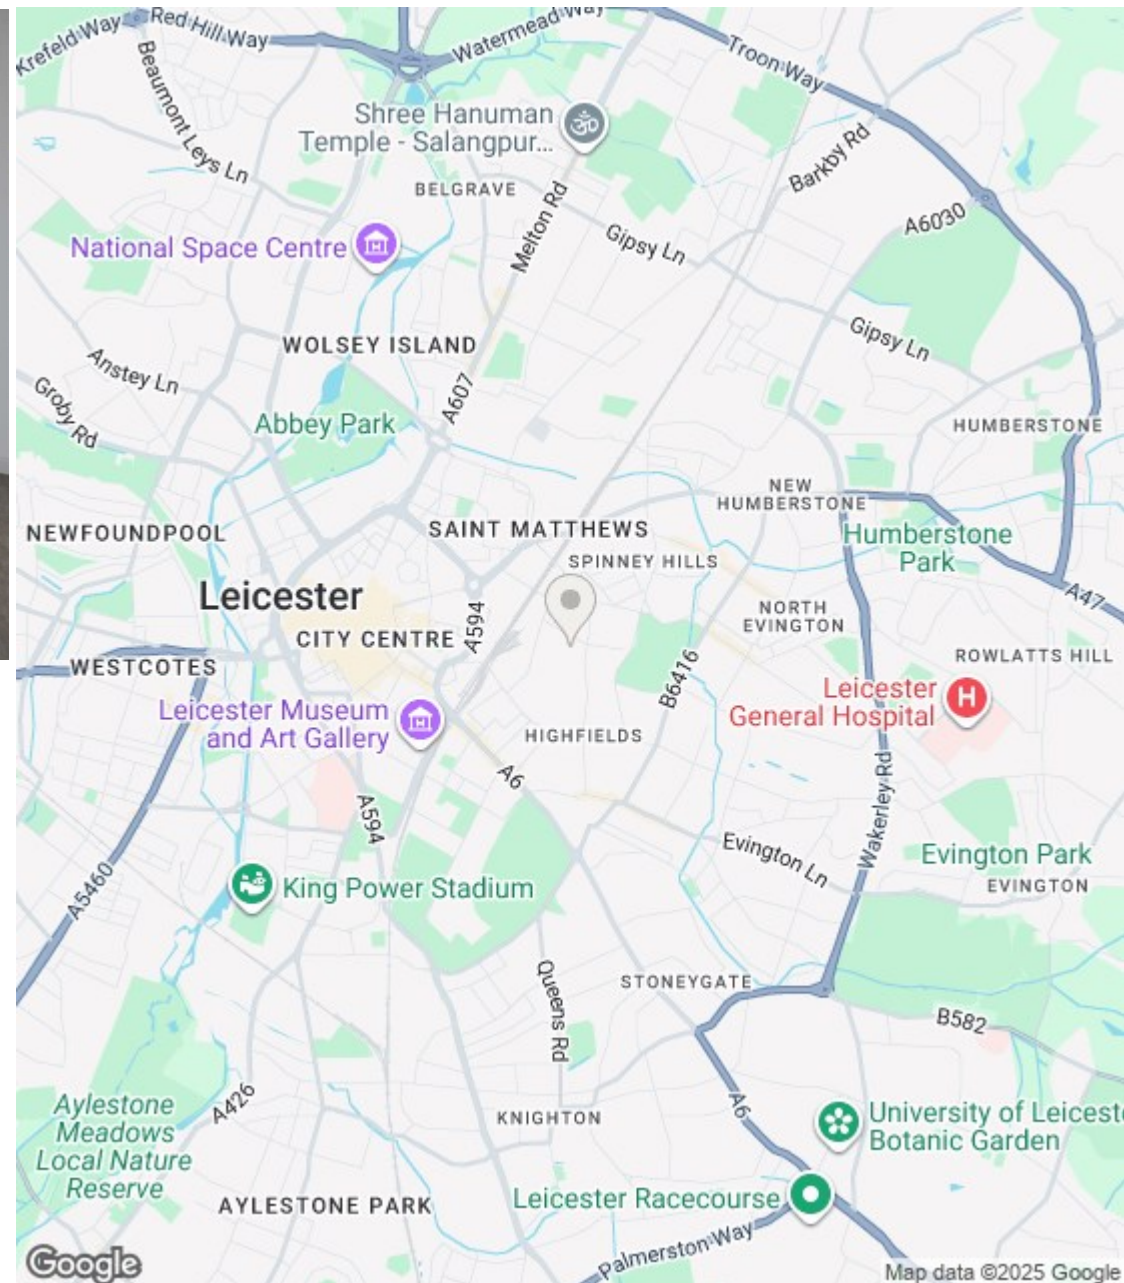 Krefeld Way
Red Hill Way
Watermead Way
Troon Way
Beaumont Leys Ln
Shree Hanuman
Temple - Salangpur...
Barkby Rd
BELGRAVE
Melton Rd
A6030
Gipsy Ln
National Space Centre
Gipsy Ln
WOLSEY ISLAND
Anstey Ln
A607
Groby Rd
Abbey Park
HUMBERSTONE
NEW
HUMBERSTONE
NEWFOUNDPOOL
SAINT MATTHEWS
Humberstone
Park
SPINNEY HILLS
Leicester
A47
NORTH
EVINGTON
CITY CENTRE
A594
WESTCOTES
ROWLATTS HILL
B6416
Leicester
General Hospital
H
Leicester Museum
and Art Gallery
HIGHFIELDS
A6
A594
Wakerley Rd
Evington Ln
Evington Park
EVINGTON
King Power Stadium
A5460
STONEYGATE
Queens Rd
B582
A426
Aylestone
Meadows
Local Nature
Reserve
KNIGHTON
A6
University of Leiceste
Botanic Garden
AYLESTONE PARK
Leicester Racecourse
Palmerston Way
Google
Map data ©2025 Google